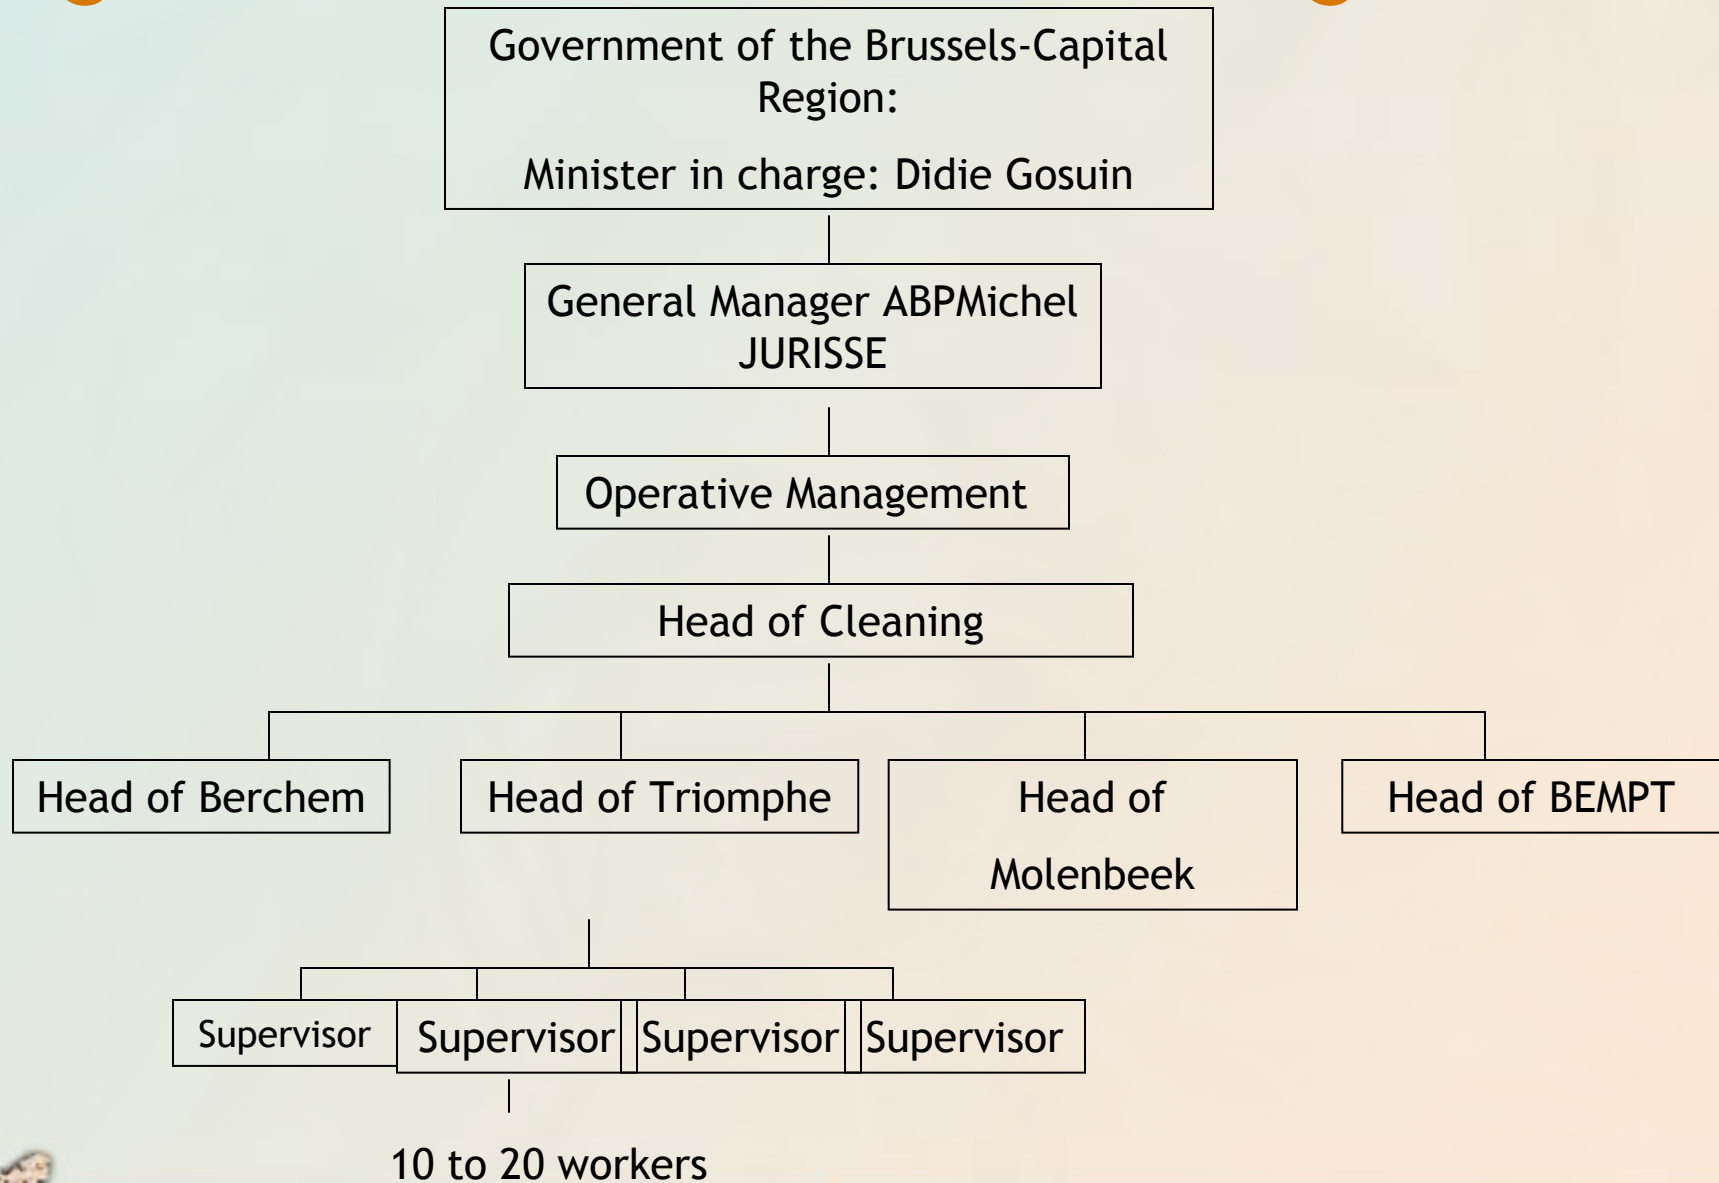 Government of the Brussels-Capital
Region:
Minister in charge: Didie Gosuin
General Manager ABPMichel
JURISSE
Operative Management
Head of Cleaning
Head of Berchem
Head of Triomphe
Head of
Molenbeek
Head of BEMPT
Supervisor
Supervisor
Supervisor
Supervisor
10 to 20 workers